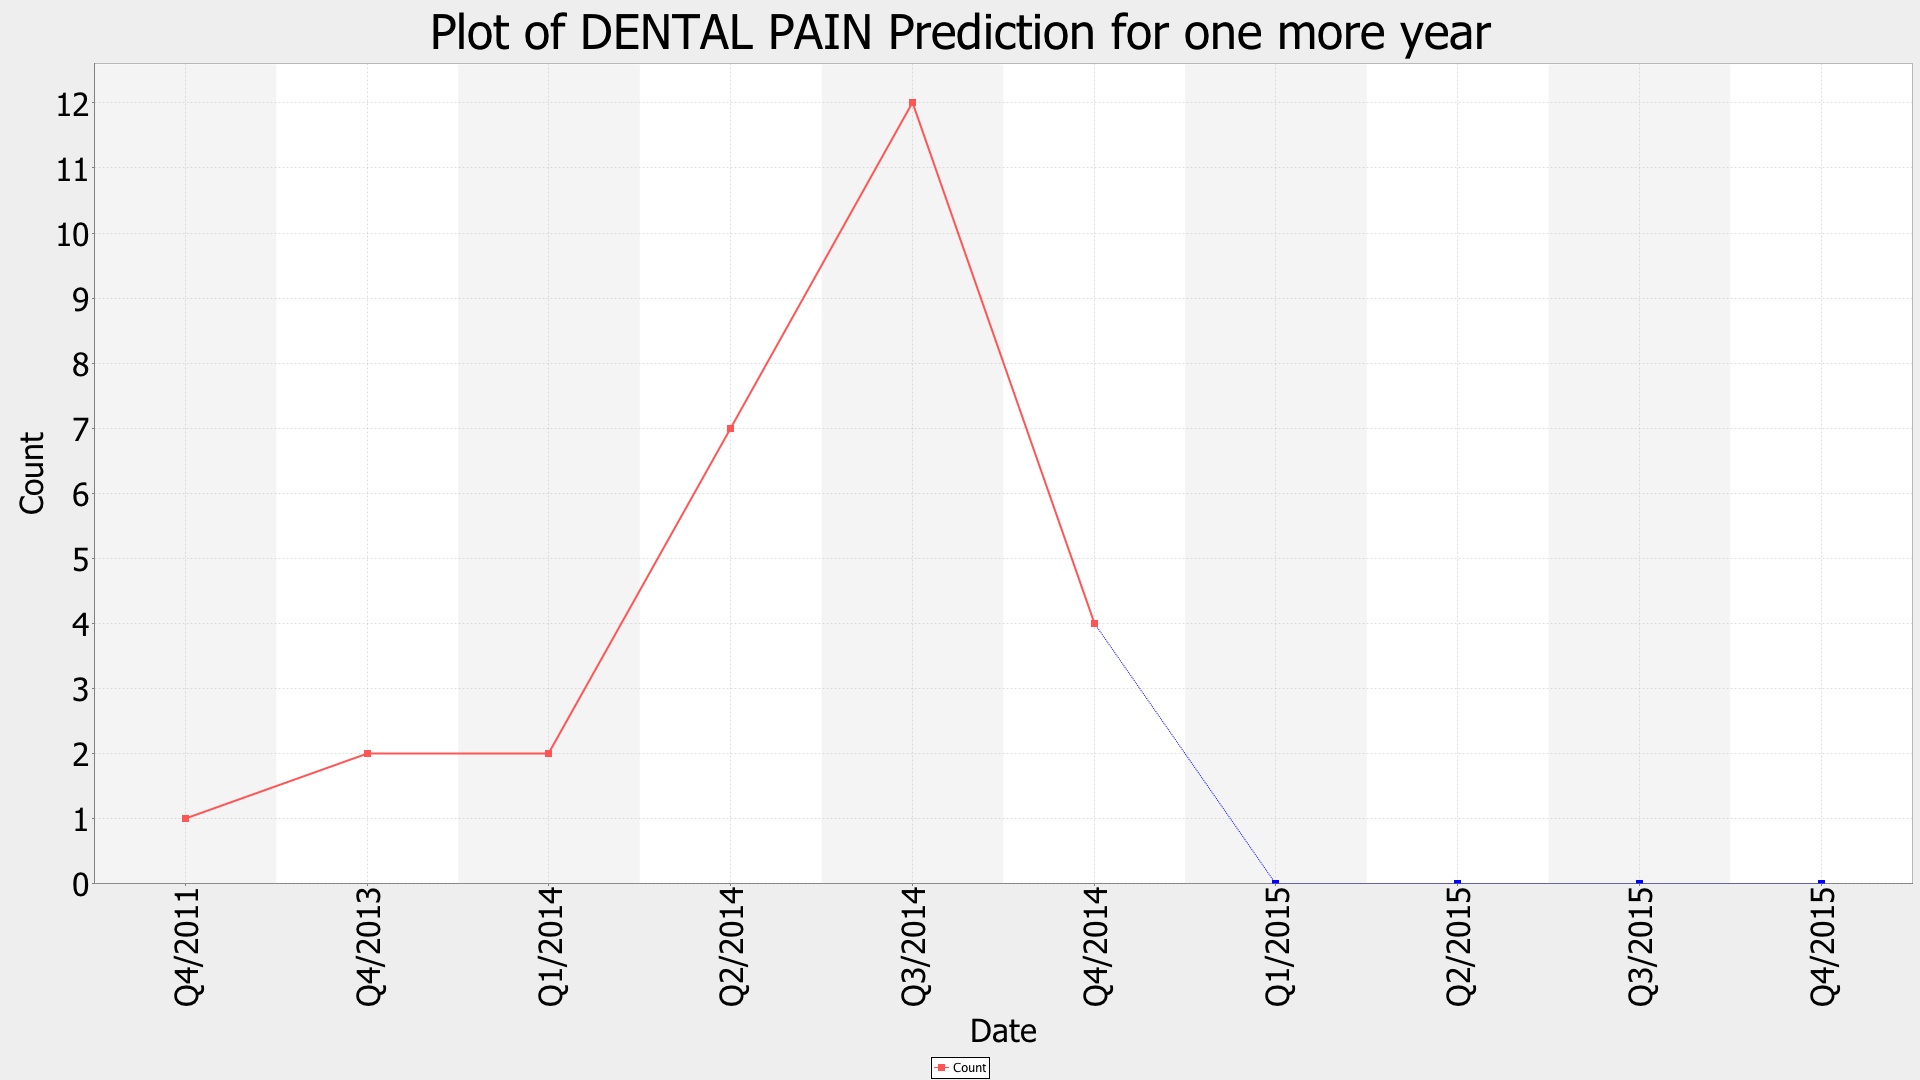 Plot of DENTAL PAIN Prediction for one more year
12
11
10
9
8
7
6
5
4
3
2
1
0
Count
Q4/2011
Q4/2013
Q1/2014
Q2/2014
Q3/2014
Q4/2014
Q1/2015
Q2/2015
Q3/2015
Q4/2015
Date
Count